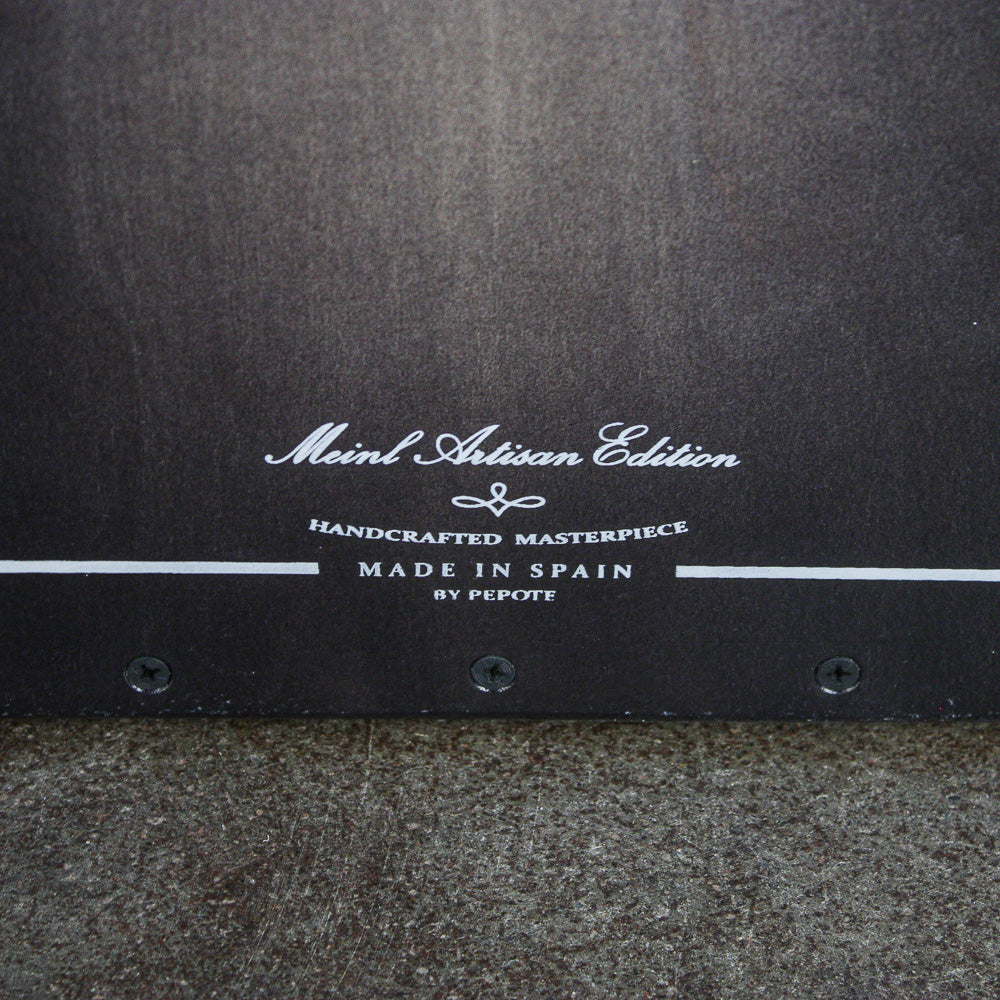 Meinl Artisan Edition
HANDCRAFTED MASTERPIECE
MADE IN SPAIN
BY PEPOTE